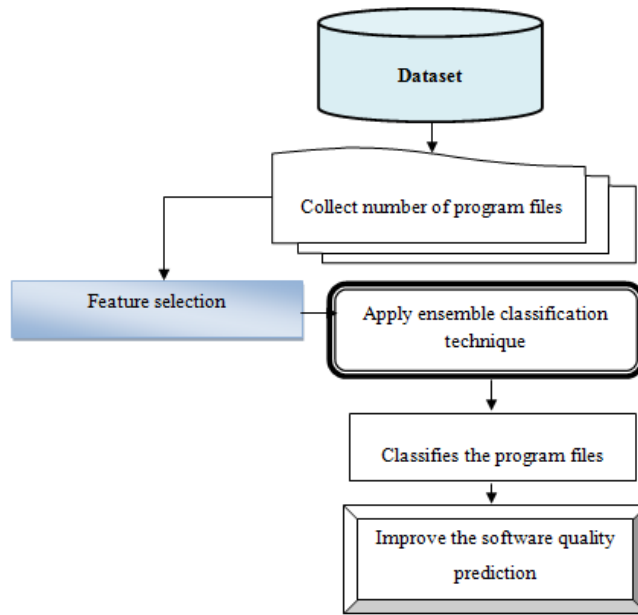 Dataset
Collect number of program files
Feature selection
Apply ensemble classification
technique
Classifies the program files
Improve the software quality
prediction